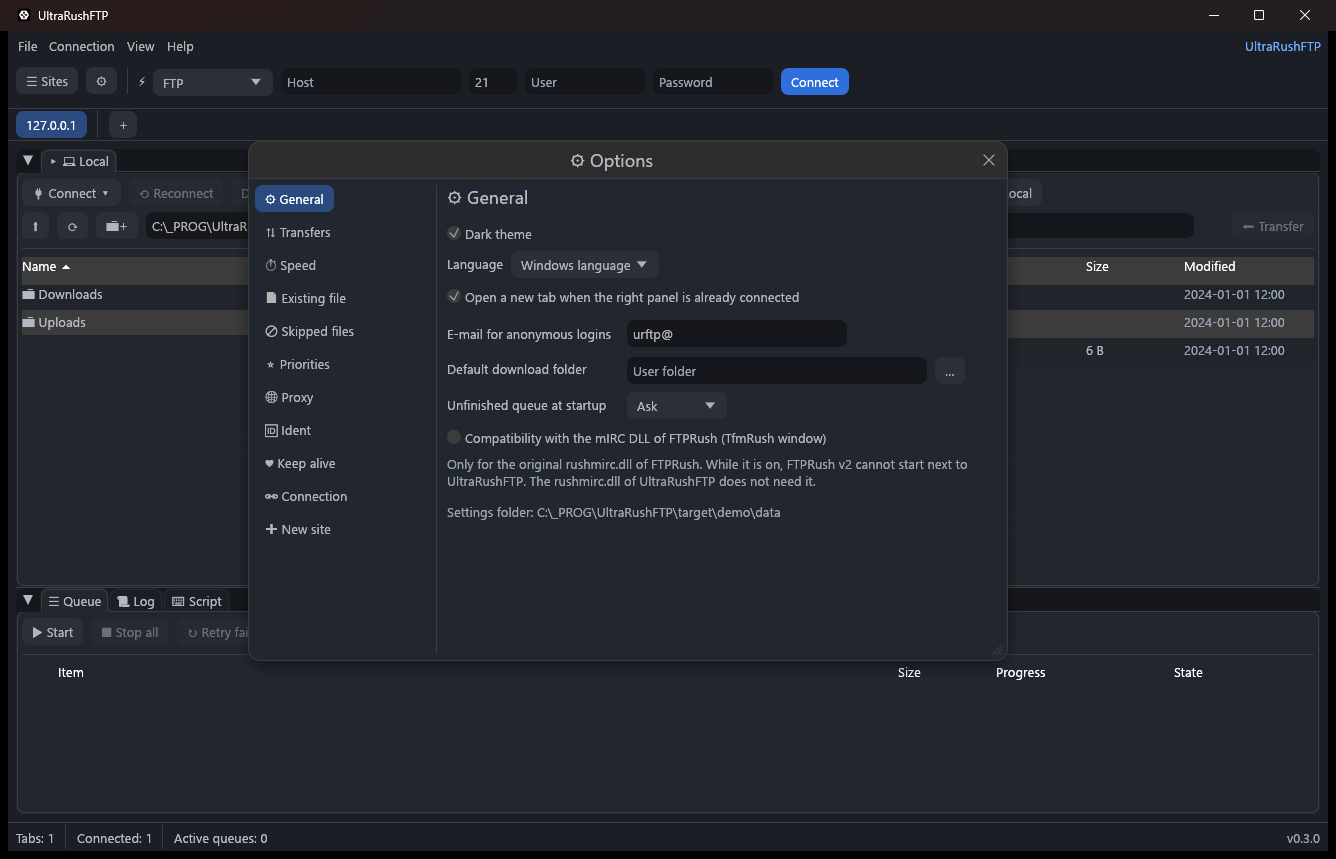 UltraRushFTP
File Connection View Help UltraRushFTP
Sites FTP Host 21 User Password Connect
127.0.0.1 +
Local
Connect Reconnect
C:\_PROG\UltraR Transfer
Name Size Modified
Downloads 2024-01-01 12:00
Uploads 2024-01-01 12:00
6 B 2024-01-01 12:00
Options
General
Transfers
Speed
Existing file
Skipped files
Priorities
Proxy
Ident
Keep alive
Connection
New site
General
Dark theme
Language Windows language
Open a new tab when the right panel is already connected
E-mail for anonymous logins urftp@
Default download folder User folder ...
Unfinished queue at startup Ask
Compatibility with the mIRC DLL of FTPRush (TfmRush window)
Only for the original rushmirc.dll of FTPRush. While it is on, FTPRush v2 cannot start next to
UltraRushFTP. The rushmirc.dll of UltraRushFTP does not need it.
Settings folder: C:\_PROG\UltraRushFTP\target\demo\data
Queue Log Script
Start Stop all Retry fai
Item Size Progress State
Tabs: 1 Connected: 1 Active queues: 0 v0.3.0